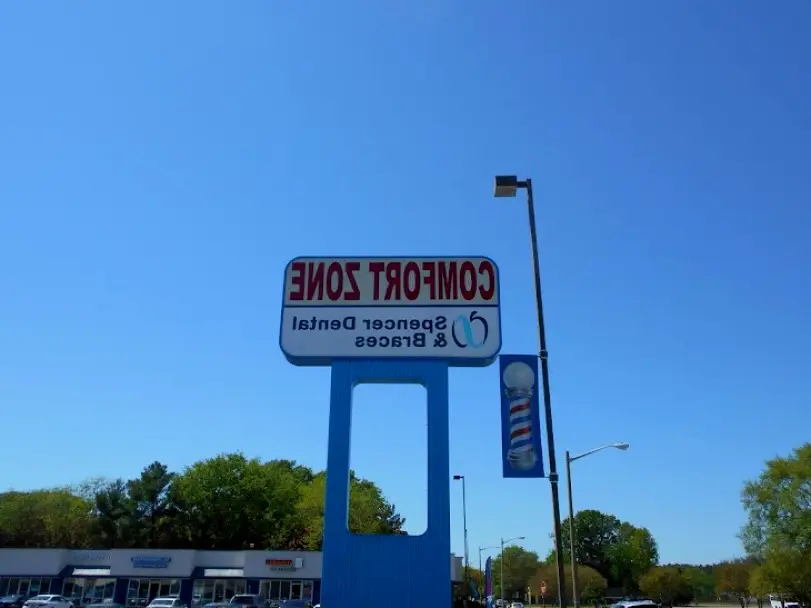 COMFORT ZONE
Spencer Dental
& Braces